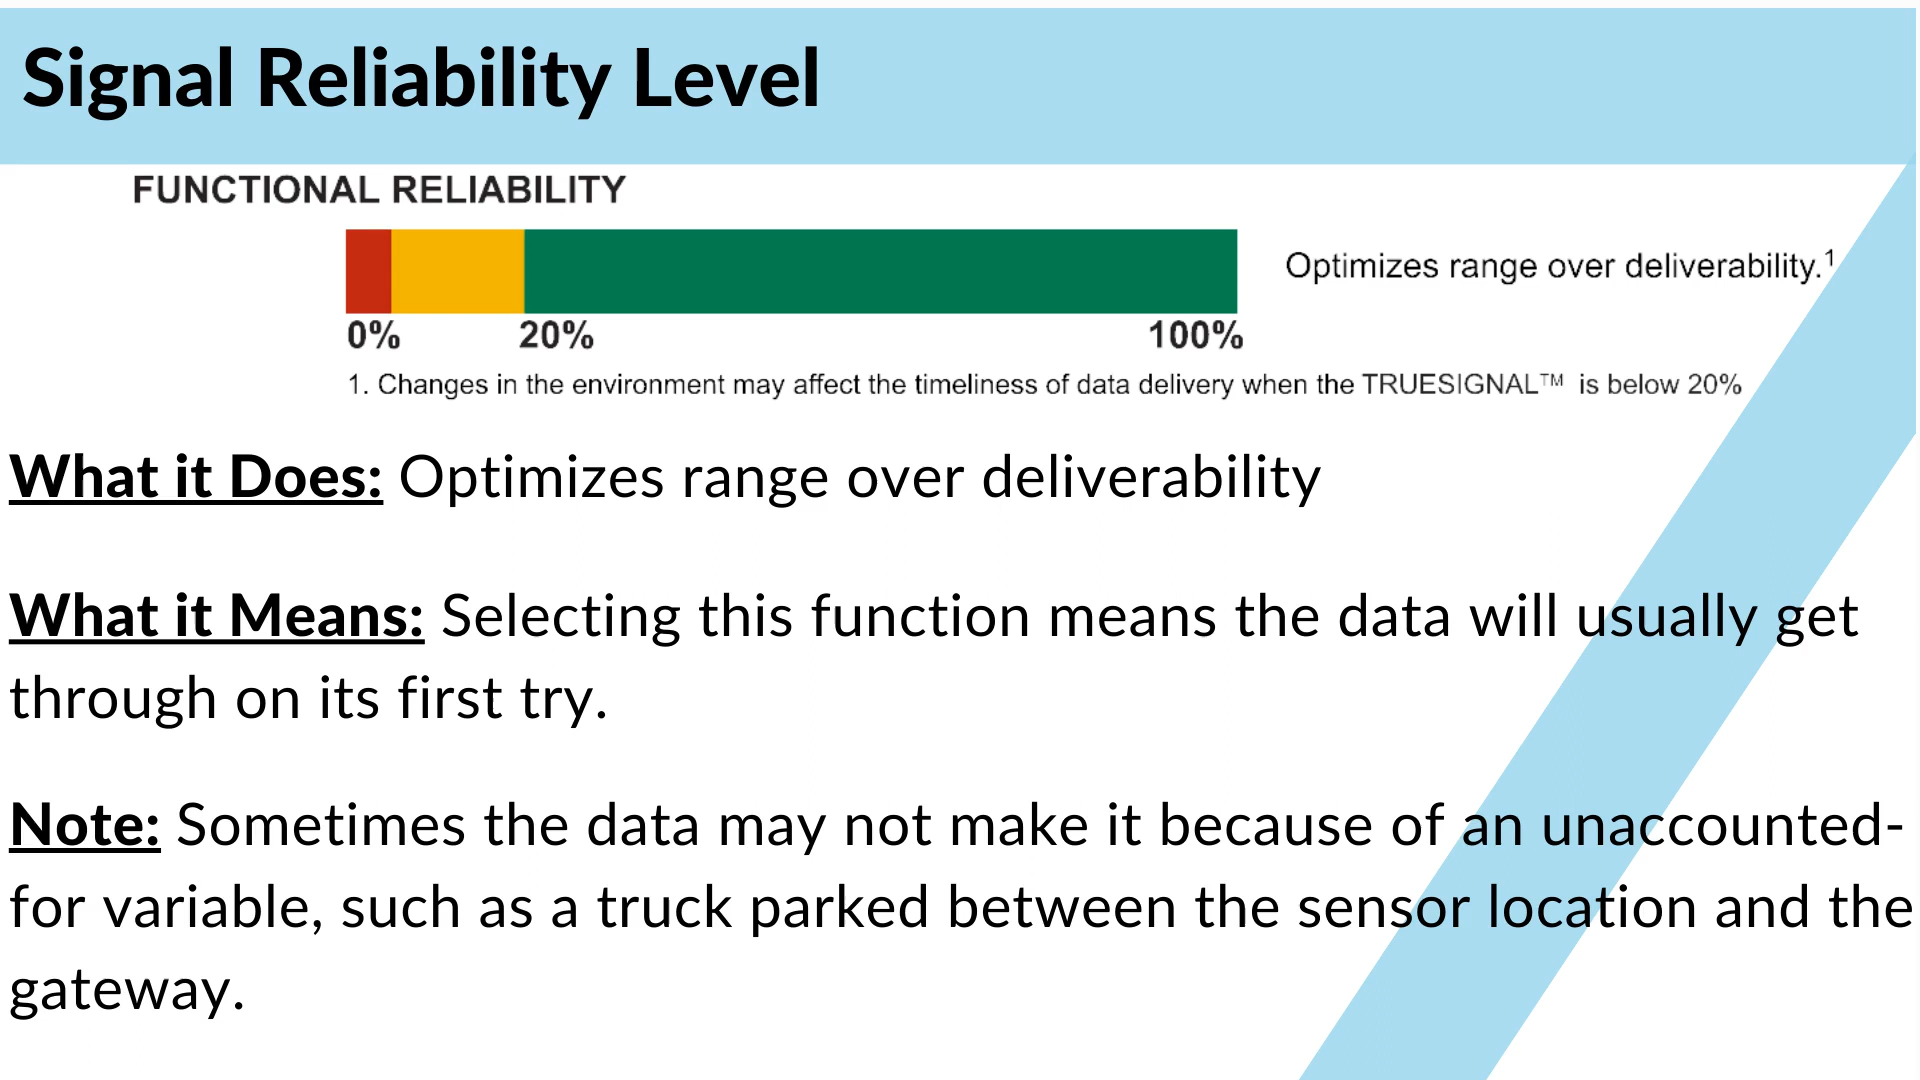 Signal Reliability Level
FUNCTIONAL RELIABILITY
Optimizes range over deliverability.¹
0% 20% 100%
1. Changes in the environment may affect the timeliness of data delivery when the TRUESIGNAL™ is below 20%
What it Does: Optimizes range over deliverability
What it Means: Selecting this function means the data will usually get
through on its first try.
Note: Sometimes the data may not make it because of an unaccounted-
for variable, such as a truck parked between the sensor location and the
gateway.